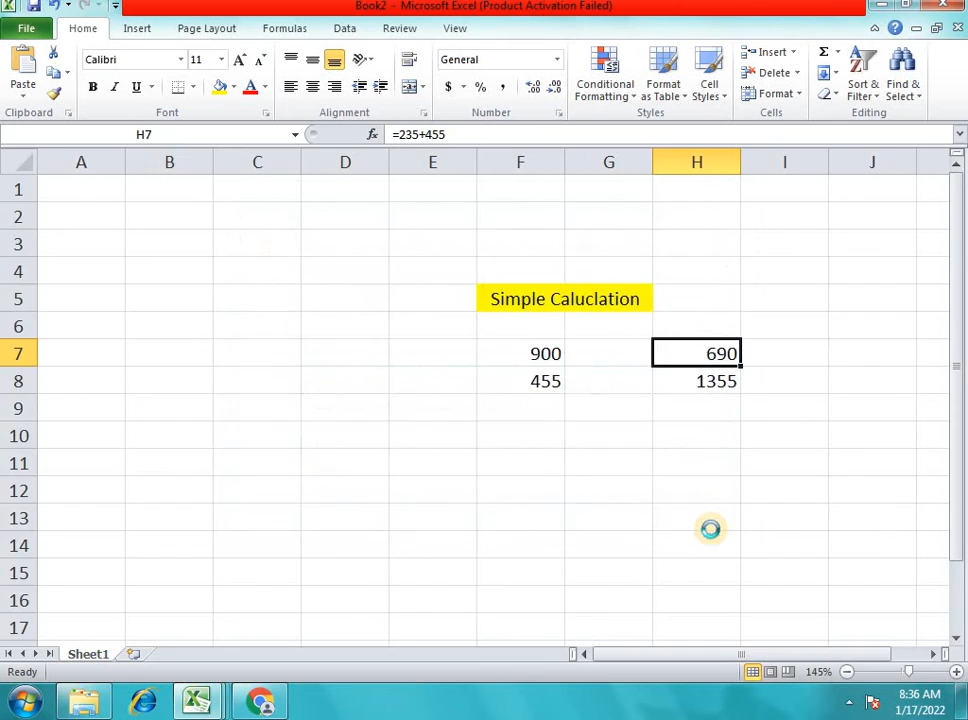 Book2 - Microsoft Excel (Product Activation Failed)
File Home Insert Page Layout Formulas Data Review View
Paste
Calibri 11
General
Conditional Formatting
Format as Table
Cell Styles
Insert
Delete
Format
Sort & Filter
Find & Select
Clipboard Font Alignment Number Styles Cells Editing
H7 fx =235+455
A B C D E F G H I J
1
2
3
4
5 Simple Caluclation
6
7 900 690
8 455 1355
9
10
11
12
13
14
15
16
17
Sheet1
Ready 145%
8:36 AM
1/17/2022